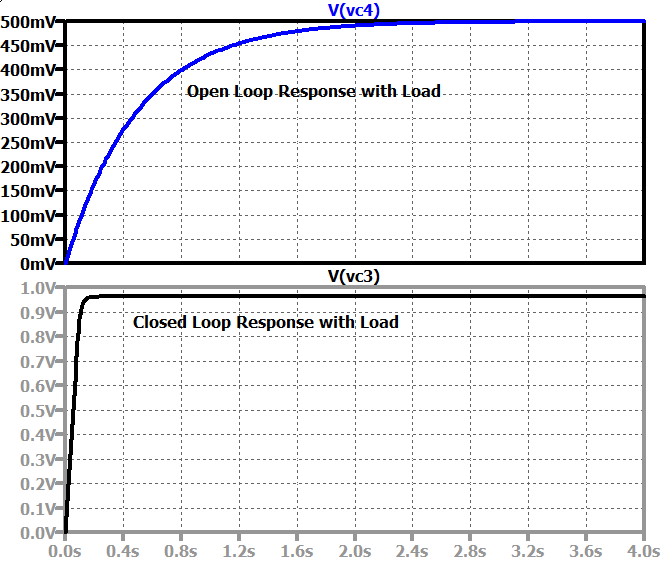 V(vc4)
500mV
450mV
400mV
350mV
300mV
250mV
200mV
150mV
100mV
50mV
0mV
Open Loop Response with Load
V(vc3)
1.0V
0.9V
0.8V
0.7V
0.6V
0.5V
0.4V
0.3V
0.2V
0.1V
0.0V
Closed Loop Response with Load
0.0s 0.4s 0.8s 1.2s 1.6s 2.0s 2.4s 2.8s 3.2s 3.6s 4.0s